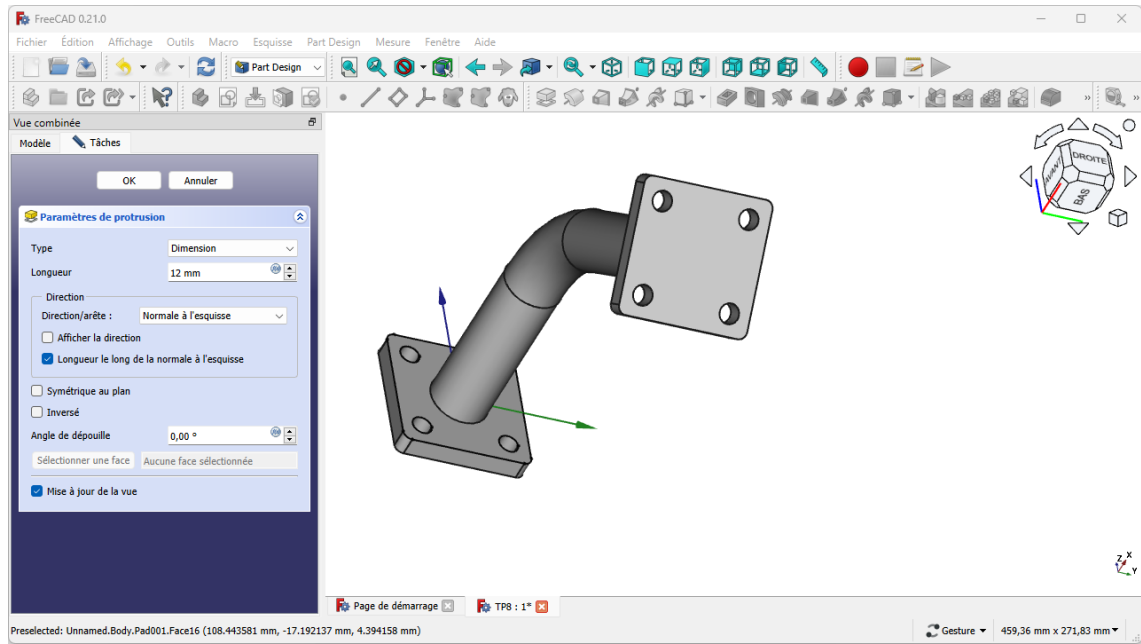 FreeCAD 0.21.0
Fichier Édition Affichage Outils Macro Esquisse Part Design Mesure Fenêtre Aide
Part Design
Vue combinée
Modèle Tâches
OK Annuler
Paramètres de protrusion
Type Dimension
Longueur 12 mm
Direction
Direction/arête : Normale à l'esquisse
Afficher la direction
Longueur le long de la normale à l'esquisse
Symétrique au plan
Inversé
Angle de dépouille 0,00 °
Sélectionner une face Aucune face sélectionnée
Mise à jour de la vue
DROITE
AVANT
BAS
Z X
Y
Page de démarrage TP8 : 1*
Preselected: Unnamed.Body.Pad001.Face16 (108.443581 mm, -17.192137 mm, 4.394158 mm) Gesture 459,36 mm x 271,83 mm